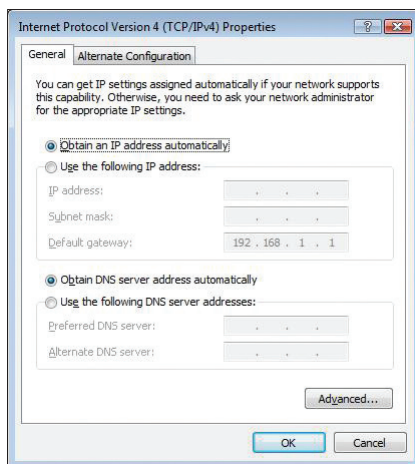 Internet Protocol Version 4 (TCP/IPv4) Properties
General
Alternate Configuration
You can get IP settings assigned automatically if your network supports
this capability. Otherwise, you need to ask your network administrator
for the appropriate IP settings.
Obtain an IP address automatically
Use the following IP address:
IP address:
. . .
Subnet mask:
. . .
Default gateway:
192 . 168 . 1 . 1
Obtain DNS server address automatically
Use the following DNS server addresses:
Preferred DNS server:
. . .
Alternate DNS server:
. . .
Advanced...
OK
Cancel